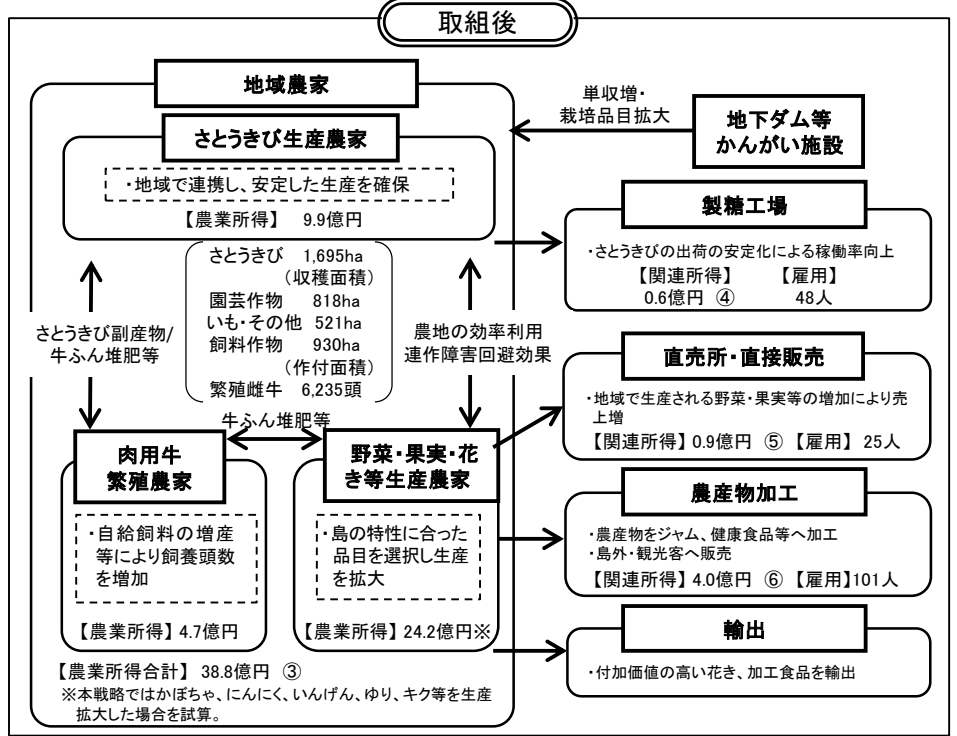 取組後
地域農家
さとうきび生産農家
・地域で連携し、安定した生産を確保
【農業所得】 9.9億円
さとうきび 1,695ha
(収穫面積)
園芸作物 818ha
いも・その他 521ha
飼料作物 930ha
(作付面積)
繁殖雌牛 6,235頭
さとうきび副産物/
牛ふん堆肥等
農地の効率利用
連作障害回避効果
牛ふん堆肥等
肉用牛
繁殖農家
・自給飼料の増産
等により飼養頭数
を増加
【農業所得】4.7億円
野菜・果実・花
き等生産農家
・島の特性に合った
品目を選択し生産
を拡大
【農業所得】24.2億円※
【農業所得合計】 38.8億円 ③
※本戦略ではかぼちゃ、にんにく、いんげん、ゆり、キク等を生産
拡大した場合を試算。
単収増・
栽培品目拡大
地下ダム等
かんがい施設
製糖工場
・さとうきびの出荷の安定化による稼働率向上
【関連所得】 【雇用】
0.6億円 ④ 48人
直売所・直接販売
・地域で生産される野菜・果実等の増加により売
上増
【関連所得】0.9億円 ⑤ 【雇用】 25人
農産物加工
・農産物をジャム、健康食品等へ加工
・島外・観光客へ販売
【関連所得】4.0億円 ⑥ 【雇用】101人
輸出
・付加価値の高い花き、加工食品を輸出